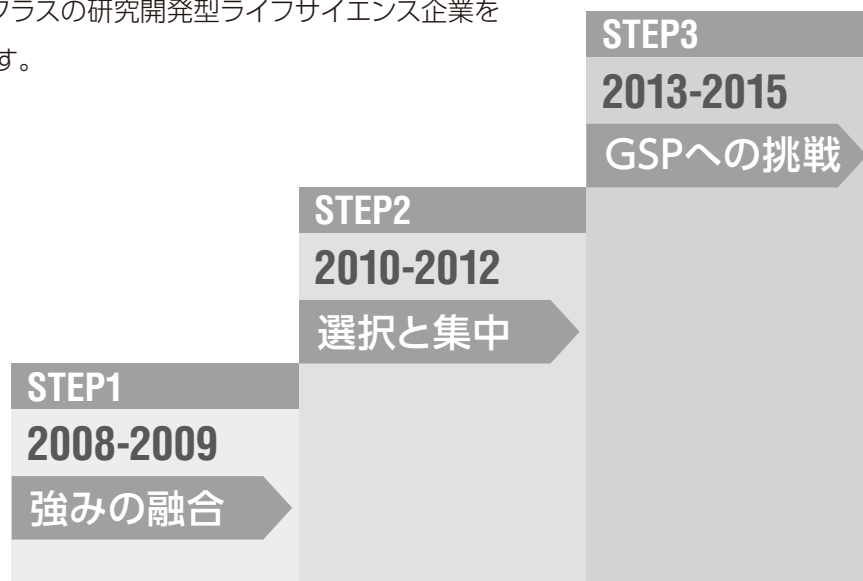 クラスの研究開発型ライフサイエンス企業を
す。
STEP3
2013-2015
GSPへの挑戦
STEP2
2010-2012
選択と集中
STEP1
2008-2009
強みの融合